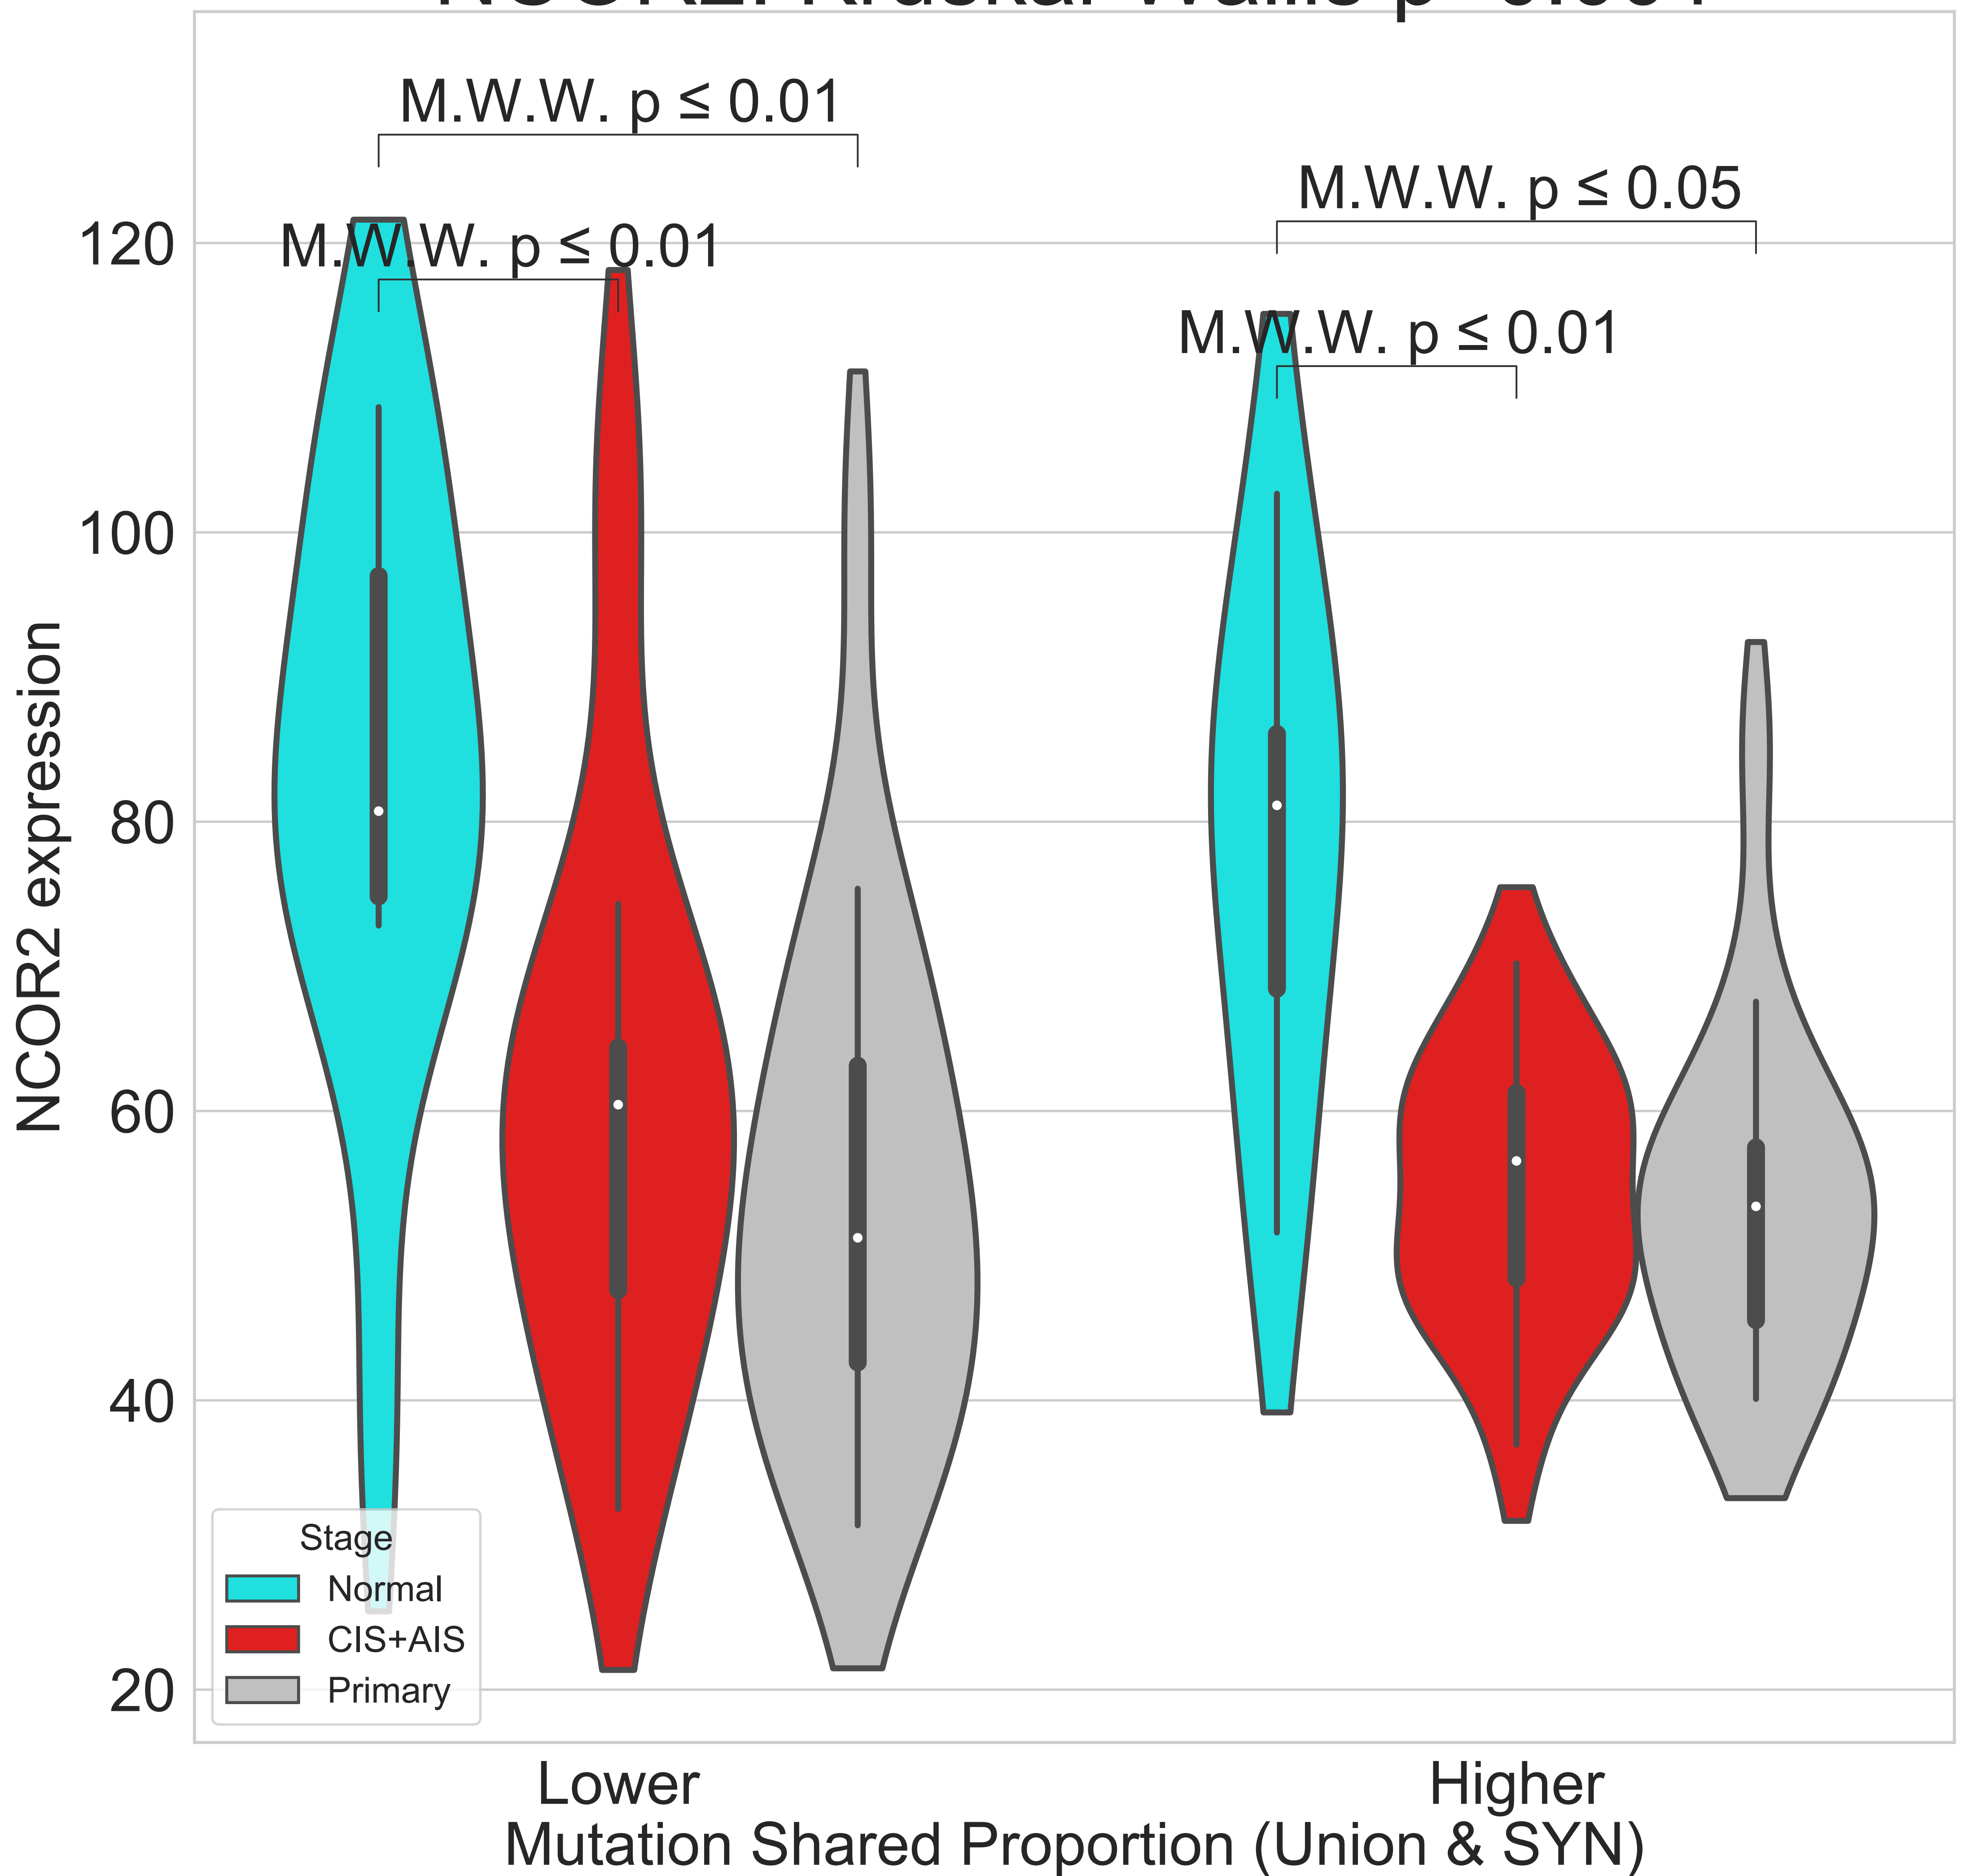 M.W.W. p ≤ 0.01
M.W.W. p ≤ 0.05
M.W.W. p ≤ 0.01
M.W.W. p ≤ 0.01
120
100
80
60
40
20
NCOR2 expression
Stage
Normal
CIS+AIS
Primary
Lower
Higher
Mutation Shared Proportion (Union & SYN)